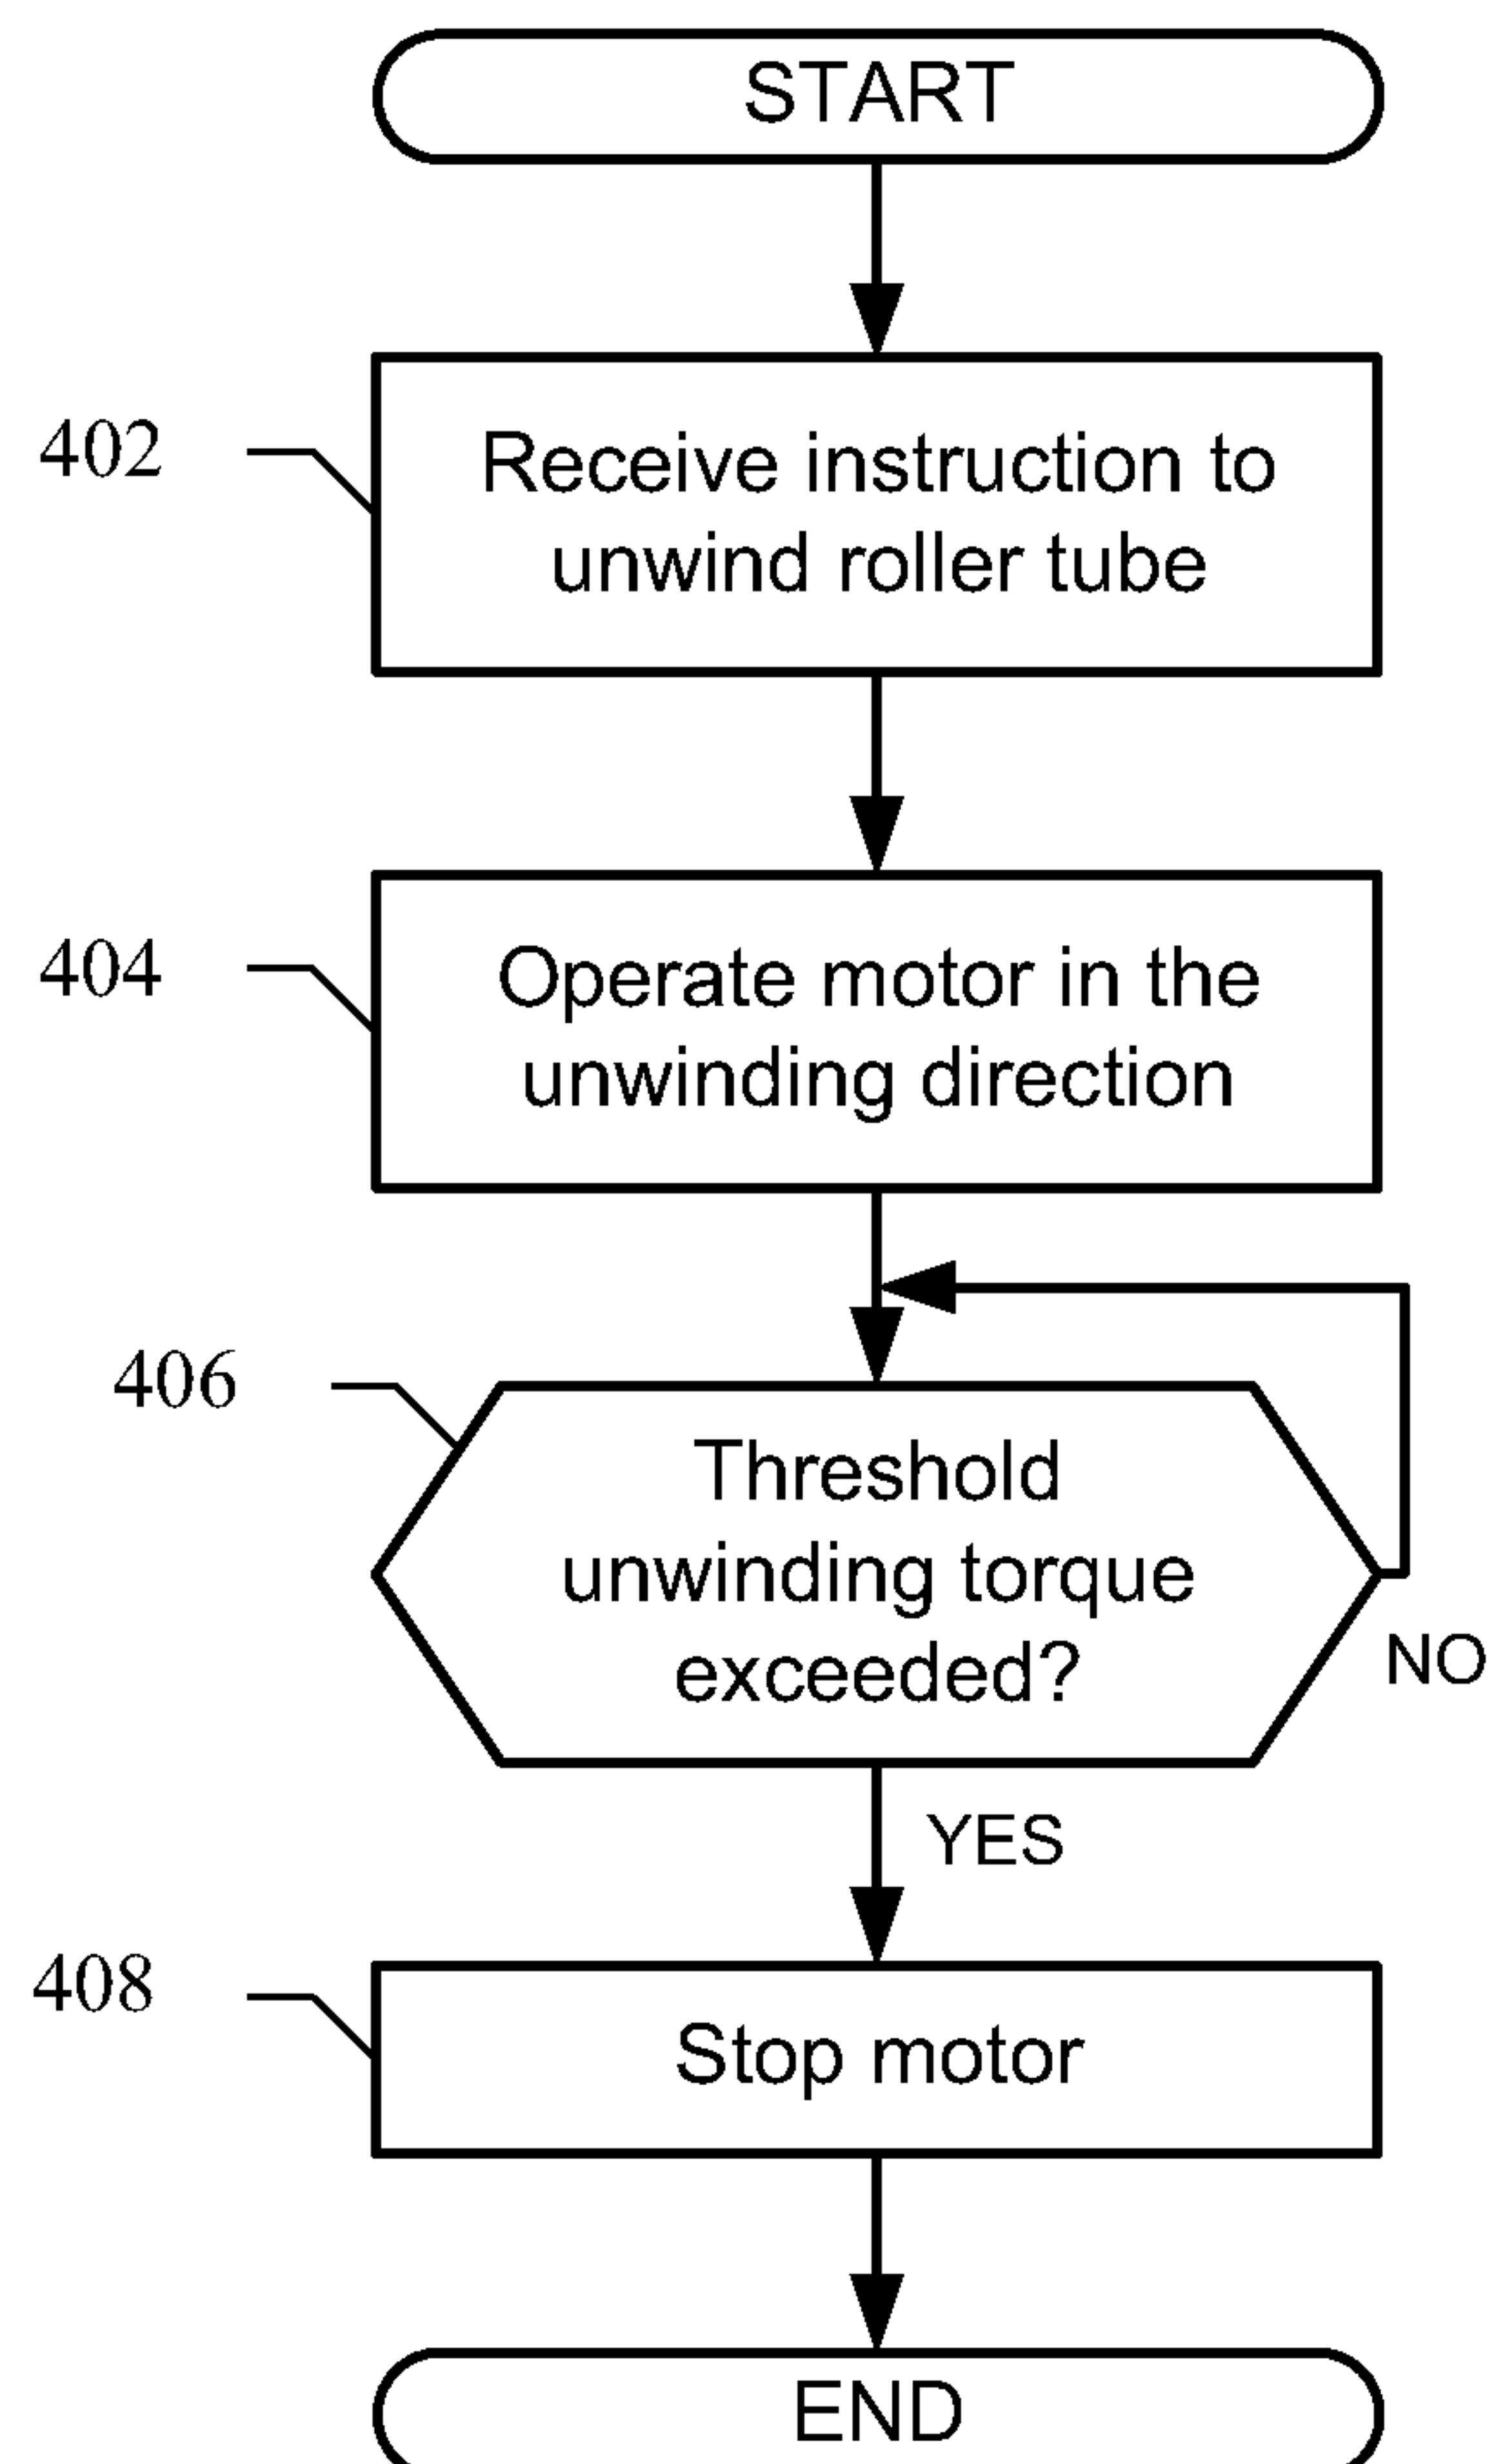 START
402
Receive instruction to
unwind roller tube
404
Operate motor in the
unwinding direction
406
Threshold
unwinding torque
exceeded?
NO
YES
408
Stop motor
END